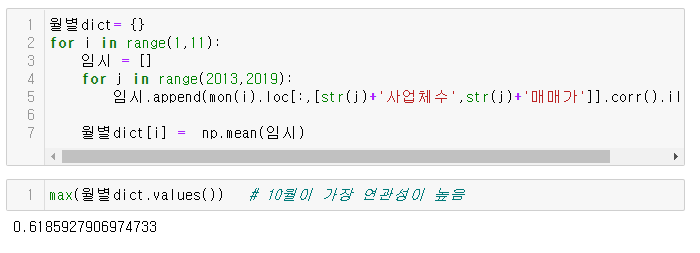 1 월별dict= {}
2 for i in range(1,11):
3 임시 = []
4 for j in range(2013,2019):
5 임시.append(mon(i).loc[:,[str(j)+'사업체수',str(j)+'매매가']].corr().il
6
7 월별dict[i] = np.mean(임시)
1 max(월별dict.values()) # 10월이 가장 연관성이 높음
0.6185927906974733